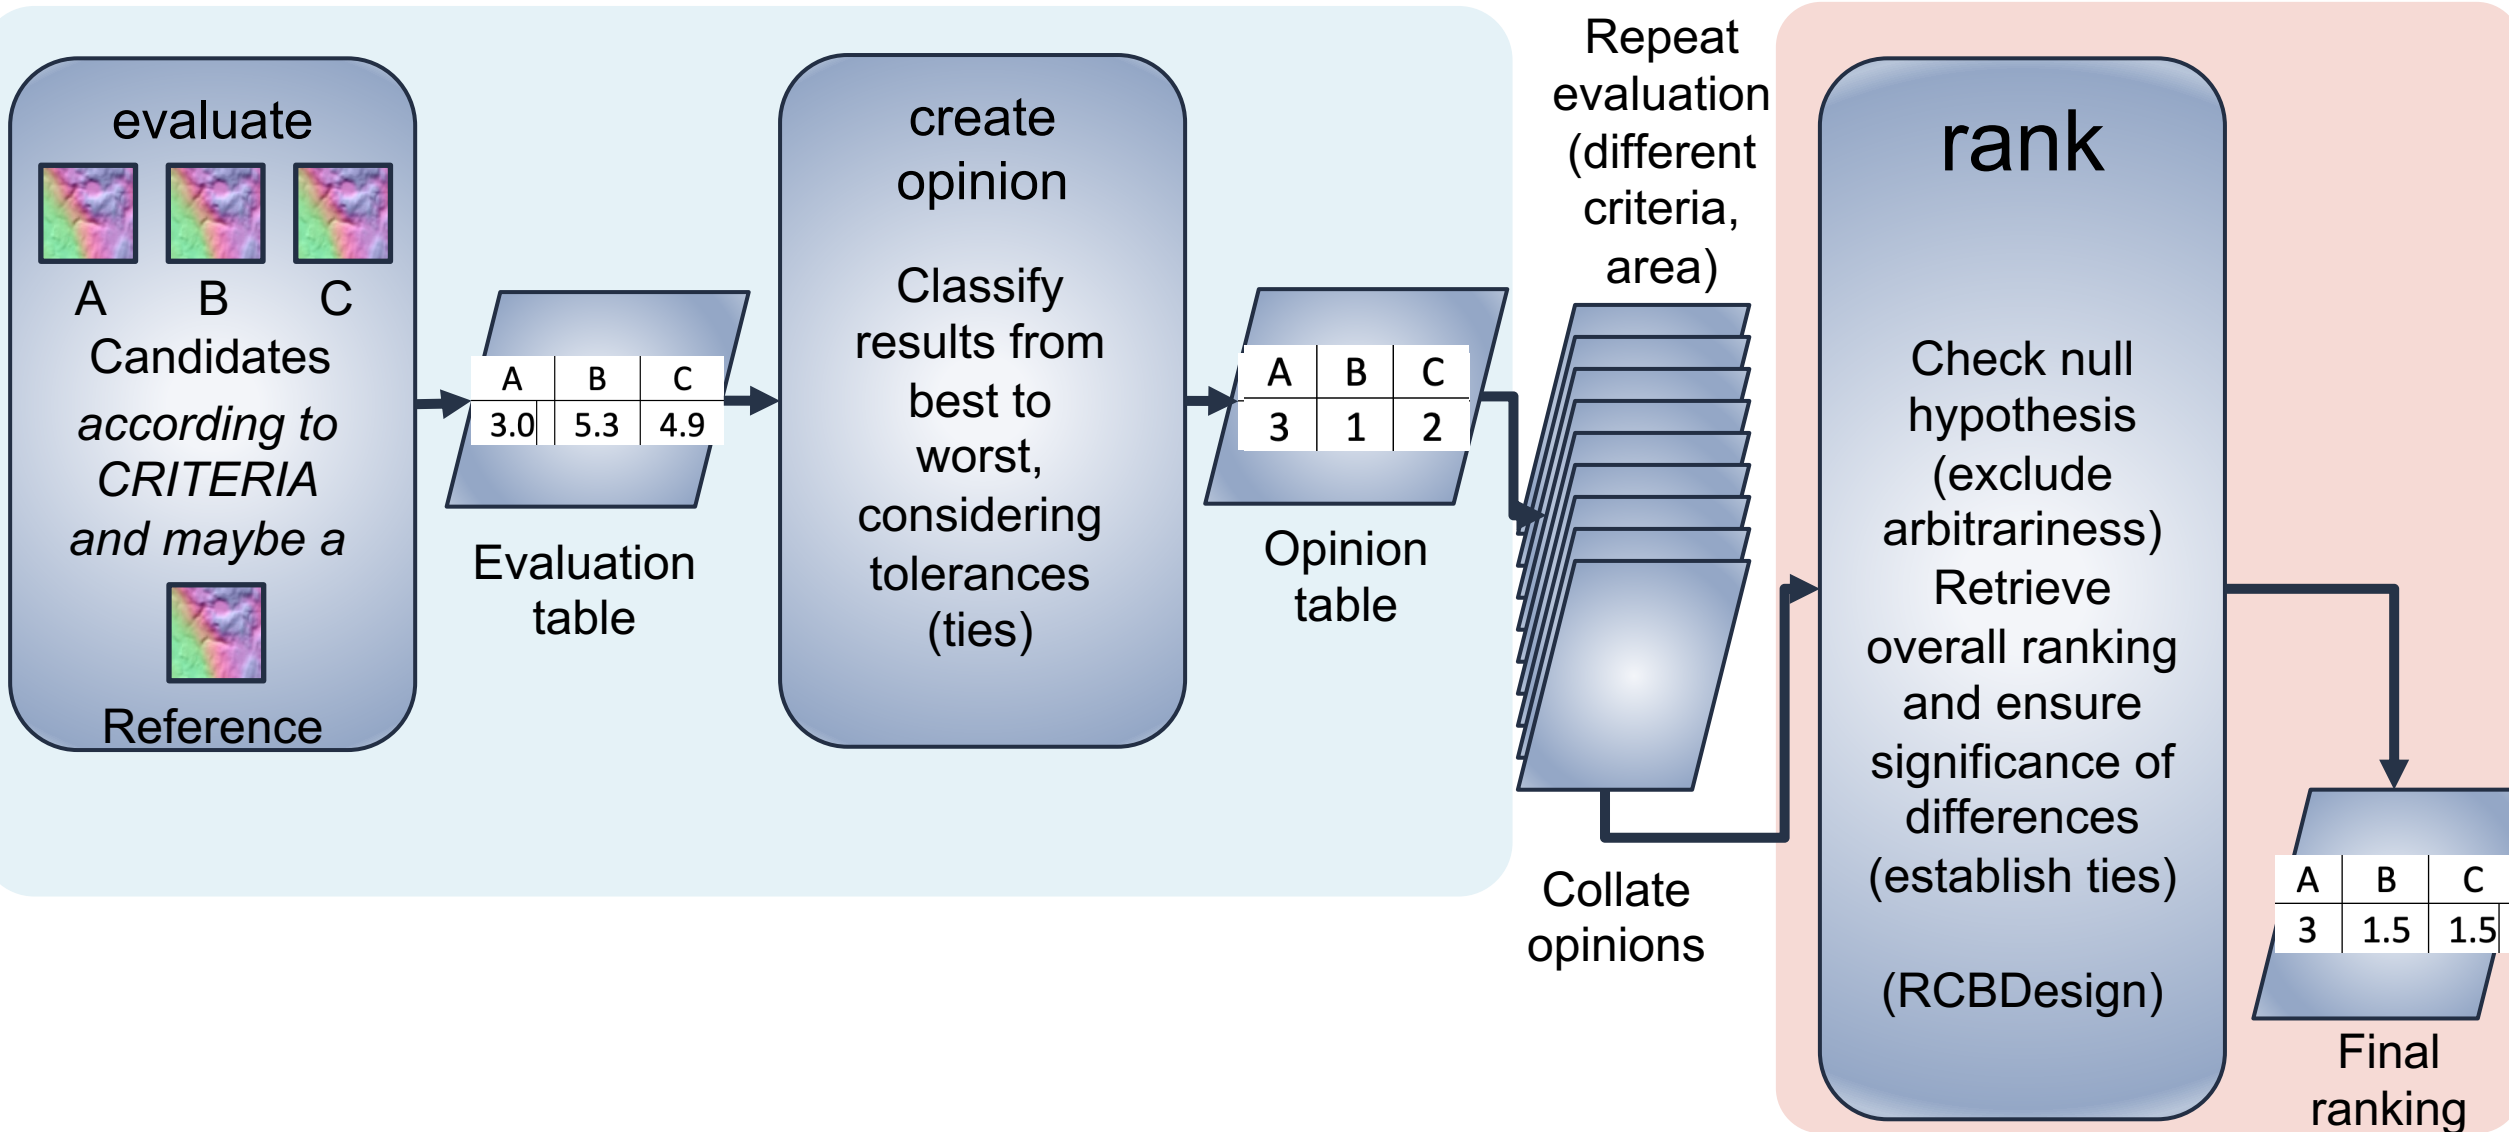 evaluate
A B C
Candidates
according to
CRITERIA
and maybe a
Reference
A B C
3.0 5.3 4.9
Evaluation
table
create
opinion
Classify
results from
best to
worst,
considering
tolerances
(ties)
A B C
3 1 2
Opinion
table
Repeat
evaluation
(different
criteria,
area)
Collate
opinions
rank
Check null
hypothesis
(exclude
arbitrariness)
Retrieve
overall ranking
and ensure
significance of
differences
(establish ties)
(RCBDesign)
A B C
3 1.5 1.5
Final
ranking